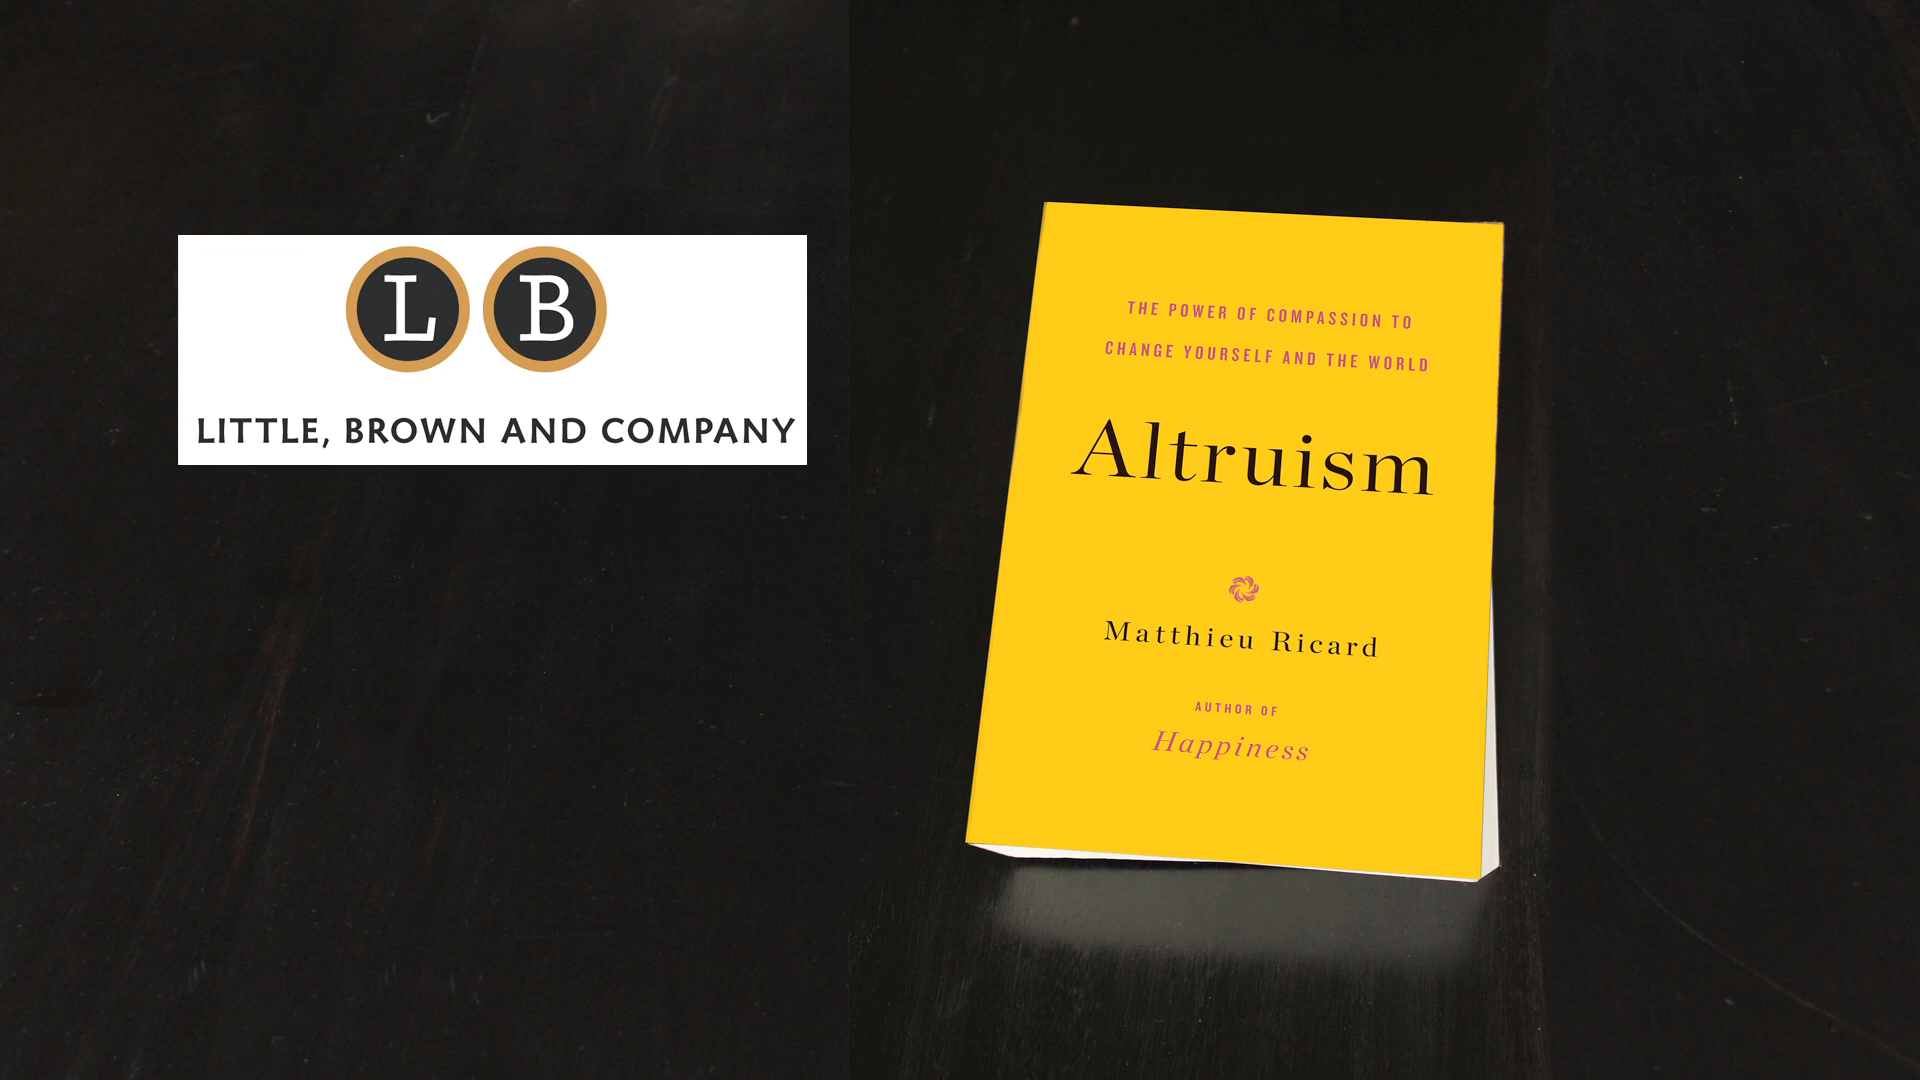 L B
LITTLE, BROWN AND COMPANY
THE POWER OF COMPASSION TO
CHANGE YOURSELF AND THE WORLD
Altruism
Matthieu Ricard
AUTHOR OF
Happiness